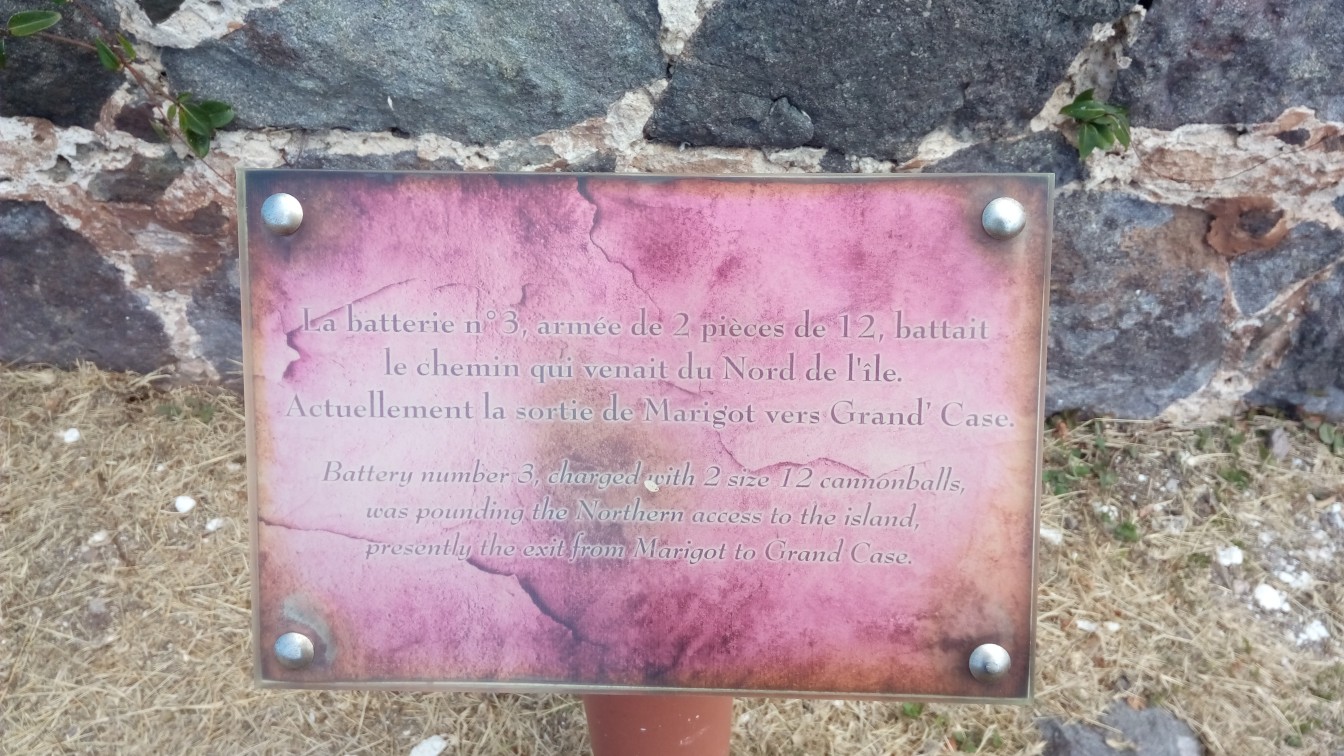 La batterie n°3, armée de 2 pièces de 12, battait
le chemin qui venait du Nord de l'île.
Actuellement la sortie de Marigot vers Grand' Case.
Battery number 3, charged with 2 size 12 cannonballs,
was pounding the Northern access to the island,
presently the exit from Marigot to Grand Case.